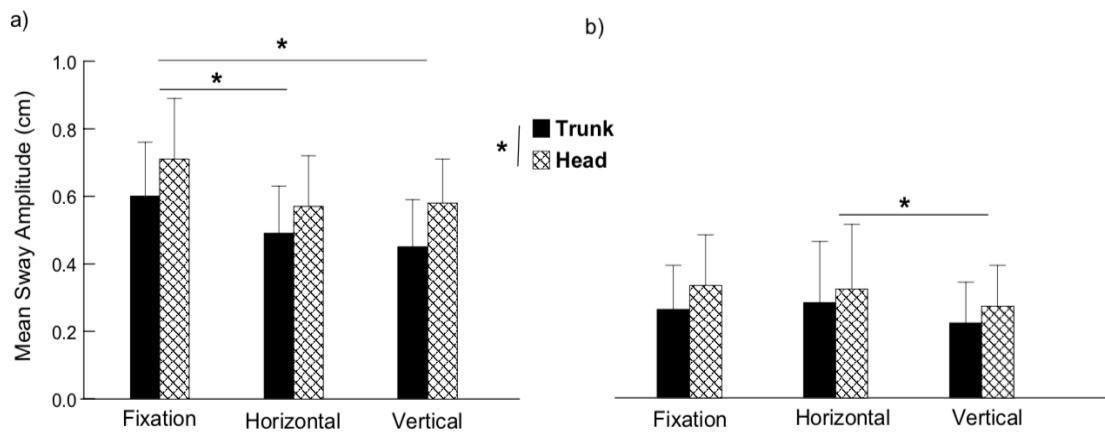 a)
b)
Mean Sway Amplitude (cm)
1.0
0.8
0.6
0.4
0.2
0.0
*
*
* Trunk
Head
*
Fixation Horizontal Vertical
Fixation Horizontal Vertical